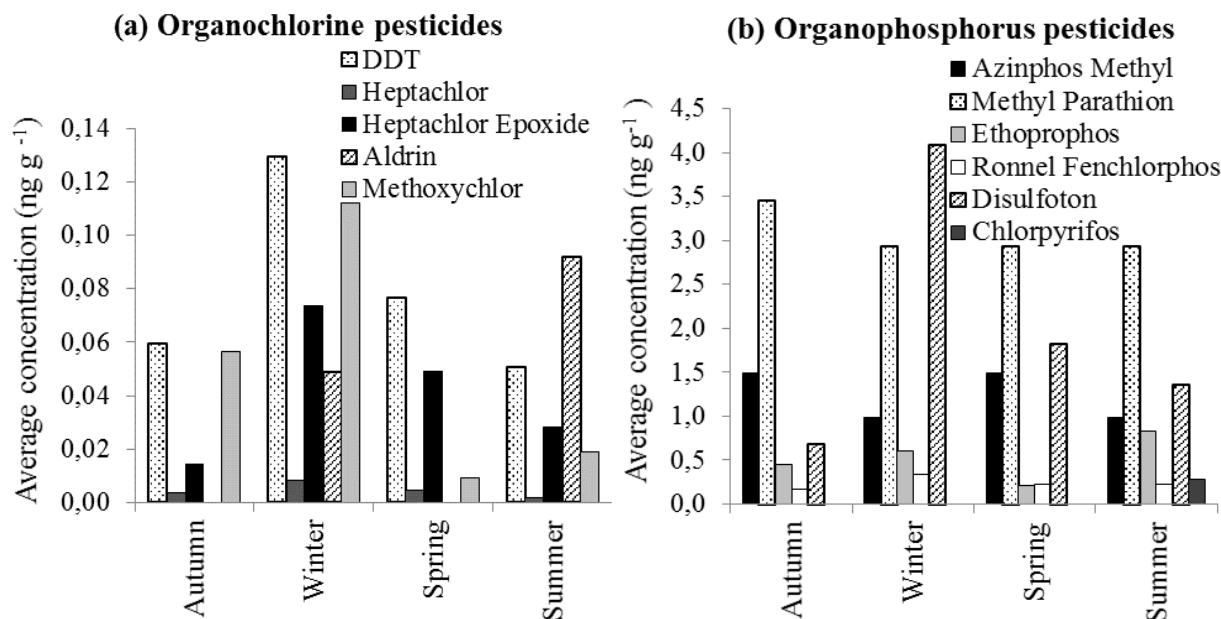 (a) Organochlorine pesticides
DDT
Heptachlor
Heptachlor Epoxide
Aldrin
Methoxychlor
Average concentration (ng g -1)
0,14
0,12
0,10
0,08
0,06
0,04
0,02
0,00
Autumn
Winter
Spring
Summer
(b) Organophosphorus pesticides
Azinphos Methyl
Methyl Parathion
Ethoprophos
Ronnel Fenchlorphos
Disulfoton
Chlorpyrifos
Average concentration (ng g-1)
4,5
4,0
3,5
3,0
2,5
2,0
1,5
1,0
0,5
0,0
Autumn
Winter
Spring
Summer